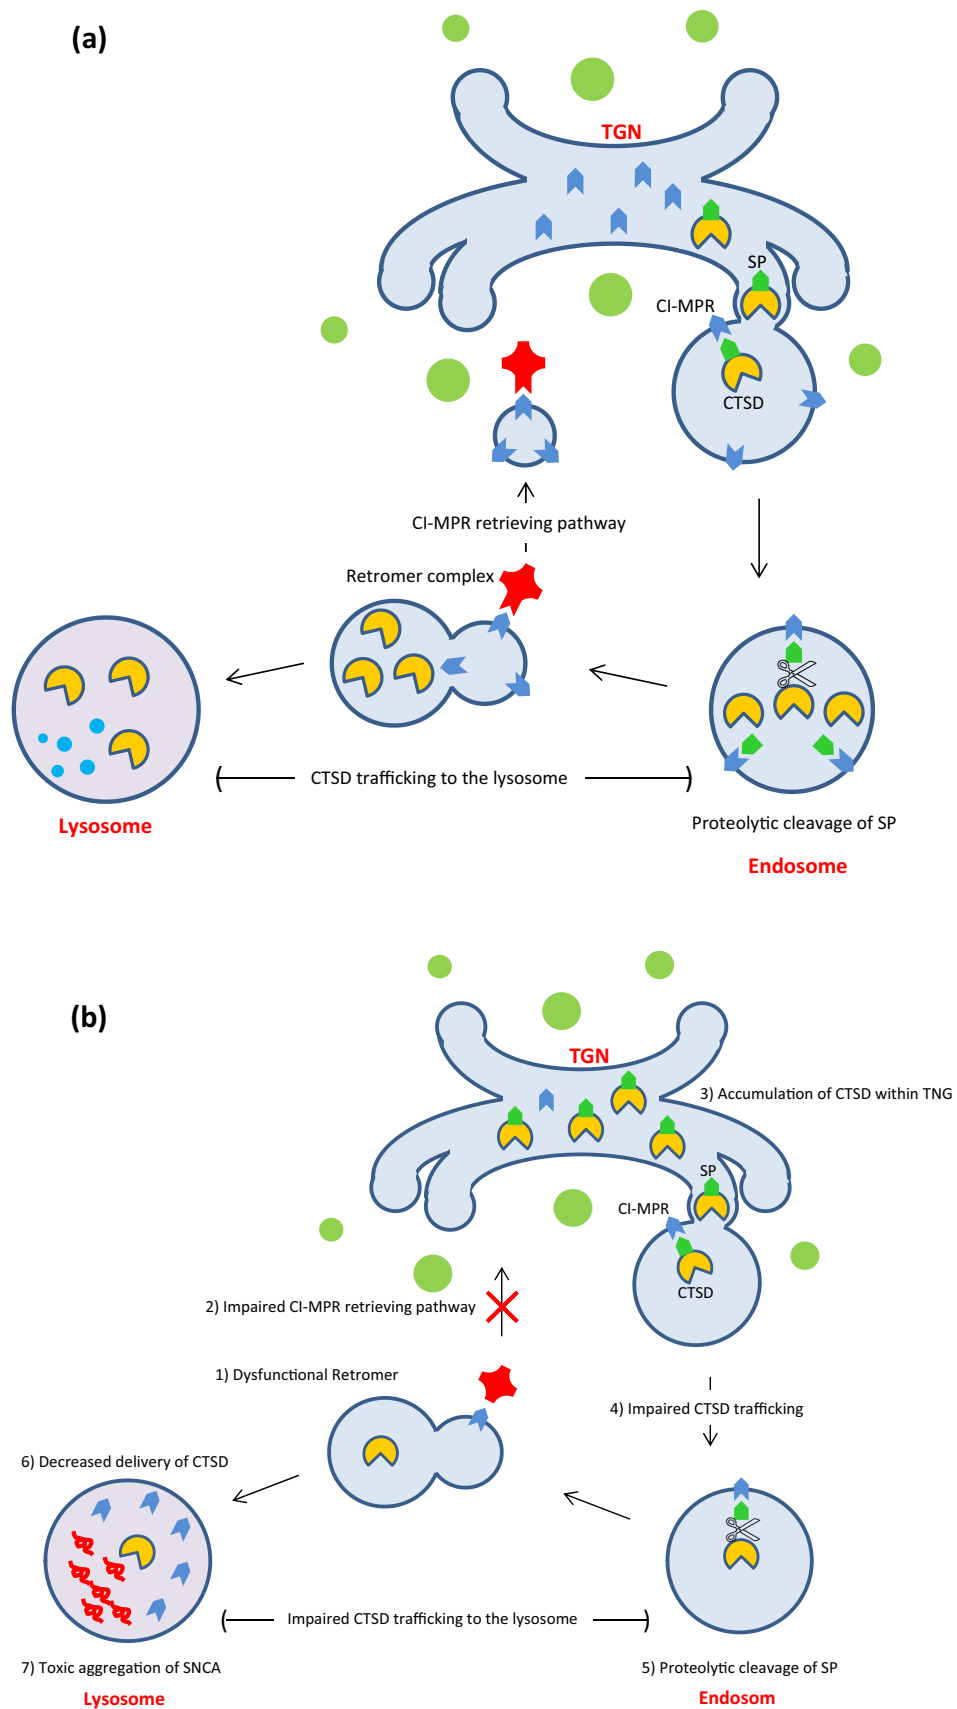 (a)
TGN
SP
CI-MPR
CTSD
CI-MPR retrieving pathway
Retromer complex
CTSD trafficking to the lysosome
Lysosome
Proteolytic cleavage of SP
Endosome
(b)
TGN
3) Accumulation of CTSD within TNG
SP
CI-MPR
CTSD
2) Impaired CI-MPR retrieving pathway
1) Dysfunctional Retromer
4) Impaired CTSD trafficking
6) Decreased delivery of CTSD
Impaired CTSD trafficking to the lysosome
7) Toxic aggregation of SNCA
5) Proteolytic cleavage of SP
Lysosome
Endosom